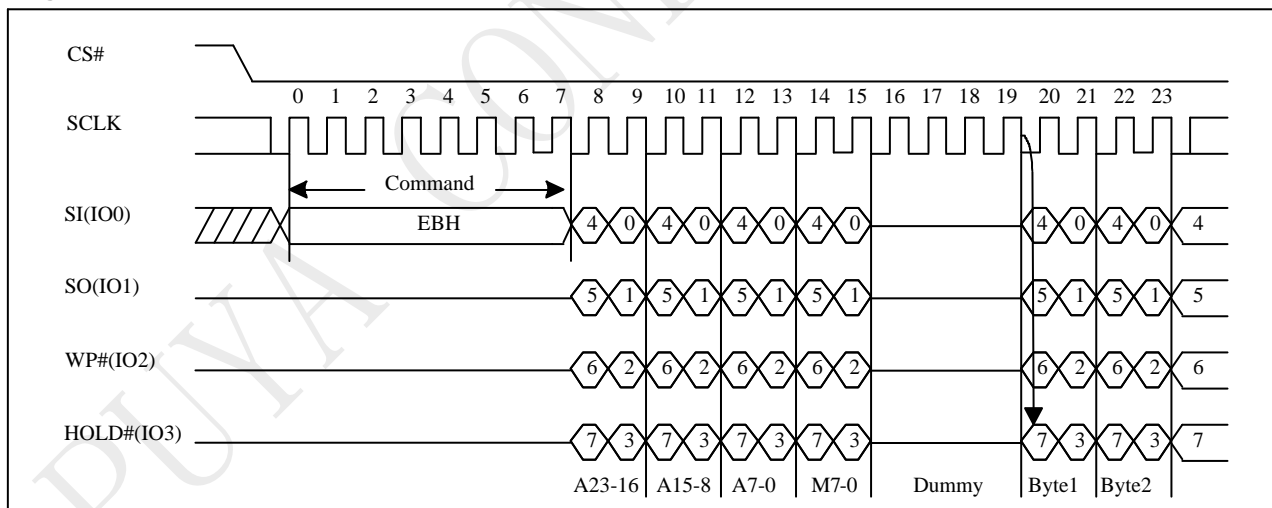 CS#
0 1 2 3 4 5 6 7 8 9 10 11 12 13 14 15 16 17 18 19 20 21 22 23
SCLK
Command
SI(IO0) EBH 4 0 4 0 4 0 4 0 4 0 4 0 4
SO(IO1) 5 1 5 1 5 1 5 1 5 1 5 1 5
WP#(IO2) 6 2 6 2 6 2 6 2 6 2 6 2 6
HOLD#(IO3) 7 3 7 3 7 3 7 3 7 3 7 3 7
A23-16 A15-8 A7-0 M7-0 Dummy Byte1 Byte2
PUYA CON